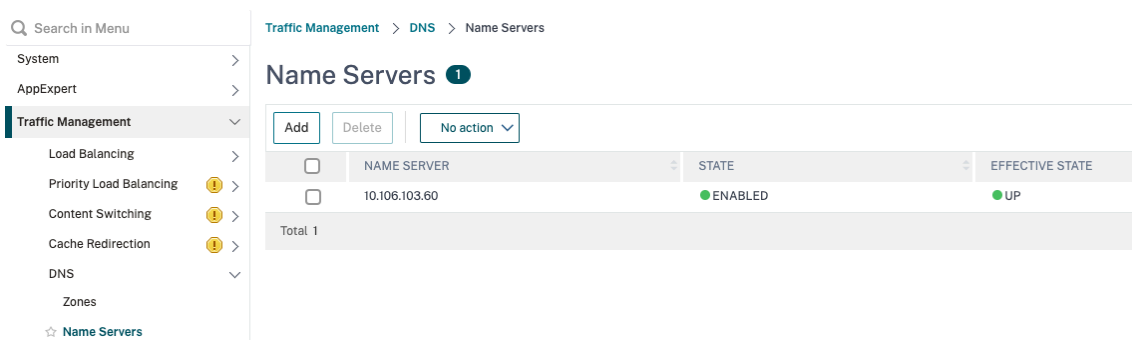 Search in Menu
System
AppExpert
Traffic Management
Load Balancing
Priority Load Balancing
Content Switching
Cache Redirection
DNS
Zones
Name Servers
Traffic Management > DNS > Name Servers
Name Servers 1
Add Delete No action
NAME SERVER STATE EFFECTIVE STATE
10.106.103.60 ENABLED UP
Total 1